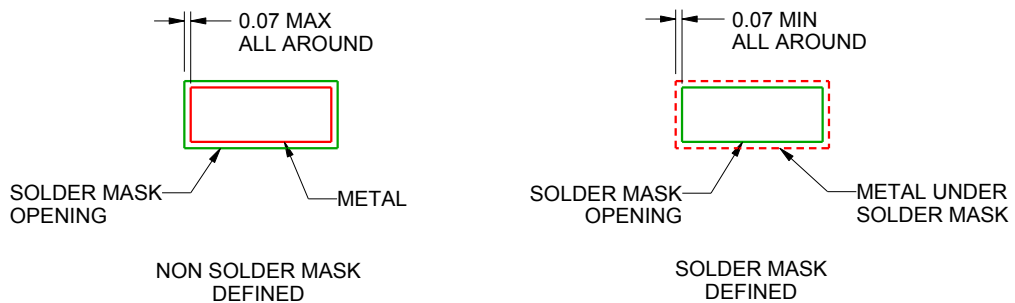 0.07 MAX
ALL AROUND
SOLDER MASK
OPENING
METAL
NON SOLDER MASK
DEFINED
0.07 MIN
ALL AROUND
SOLDER MASK
OPENING
METAL UNDER
SOLDER MASK
SOLDER MASK
DEFINED